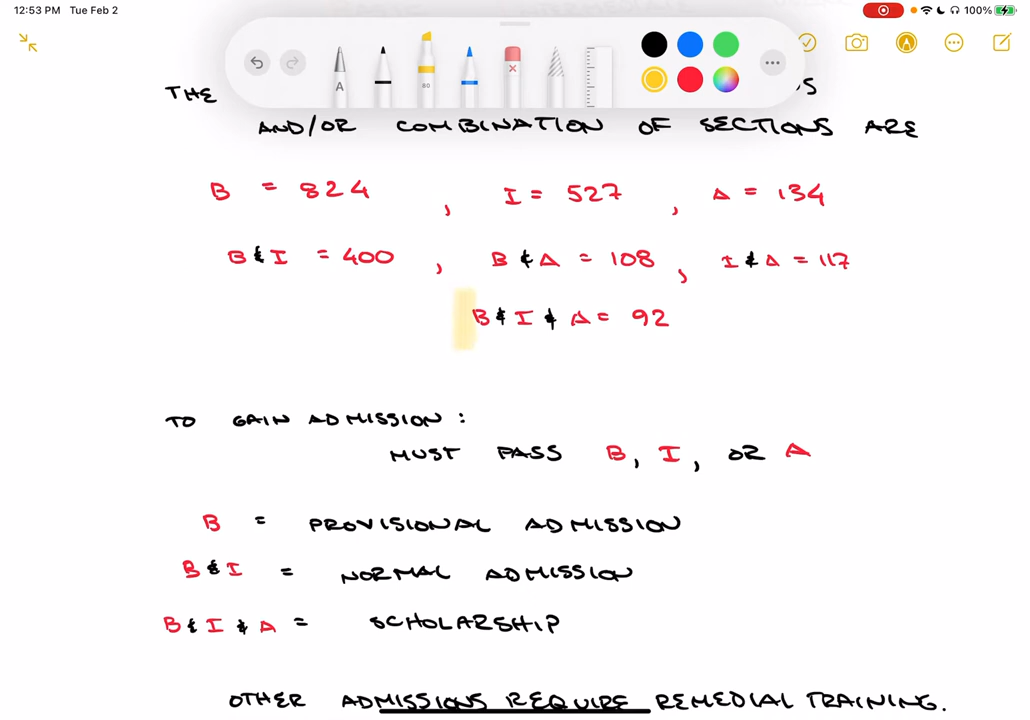 12:53 PM Tue Feb 2 100%
A 80
THE
AND/OR COMBINATION OF SECTIONS ARE
B = 824 , I = 527 , A = 134
B & I = 400 , B & A = 108 , I & A = 117
B & I & A = 92
TO GAIN ADMISSION :
MUST PASS B, I, OR A
B = PROVISIONAL ADMISSION
B & I = NORMAL ADMISSION
B & I & A = SCHOLARSHIP
OTHER ADMISSIONS REQUIRE REMEDIAL TRAINING.